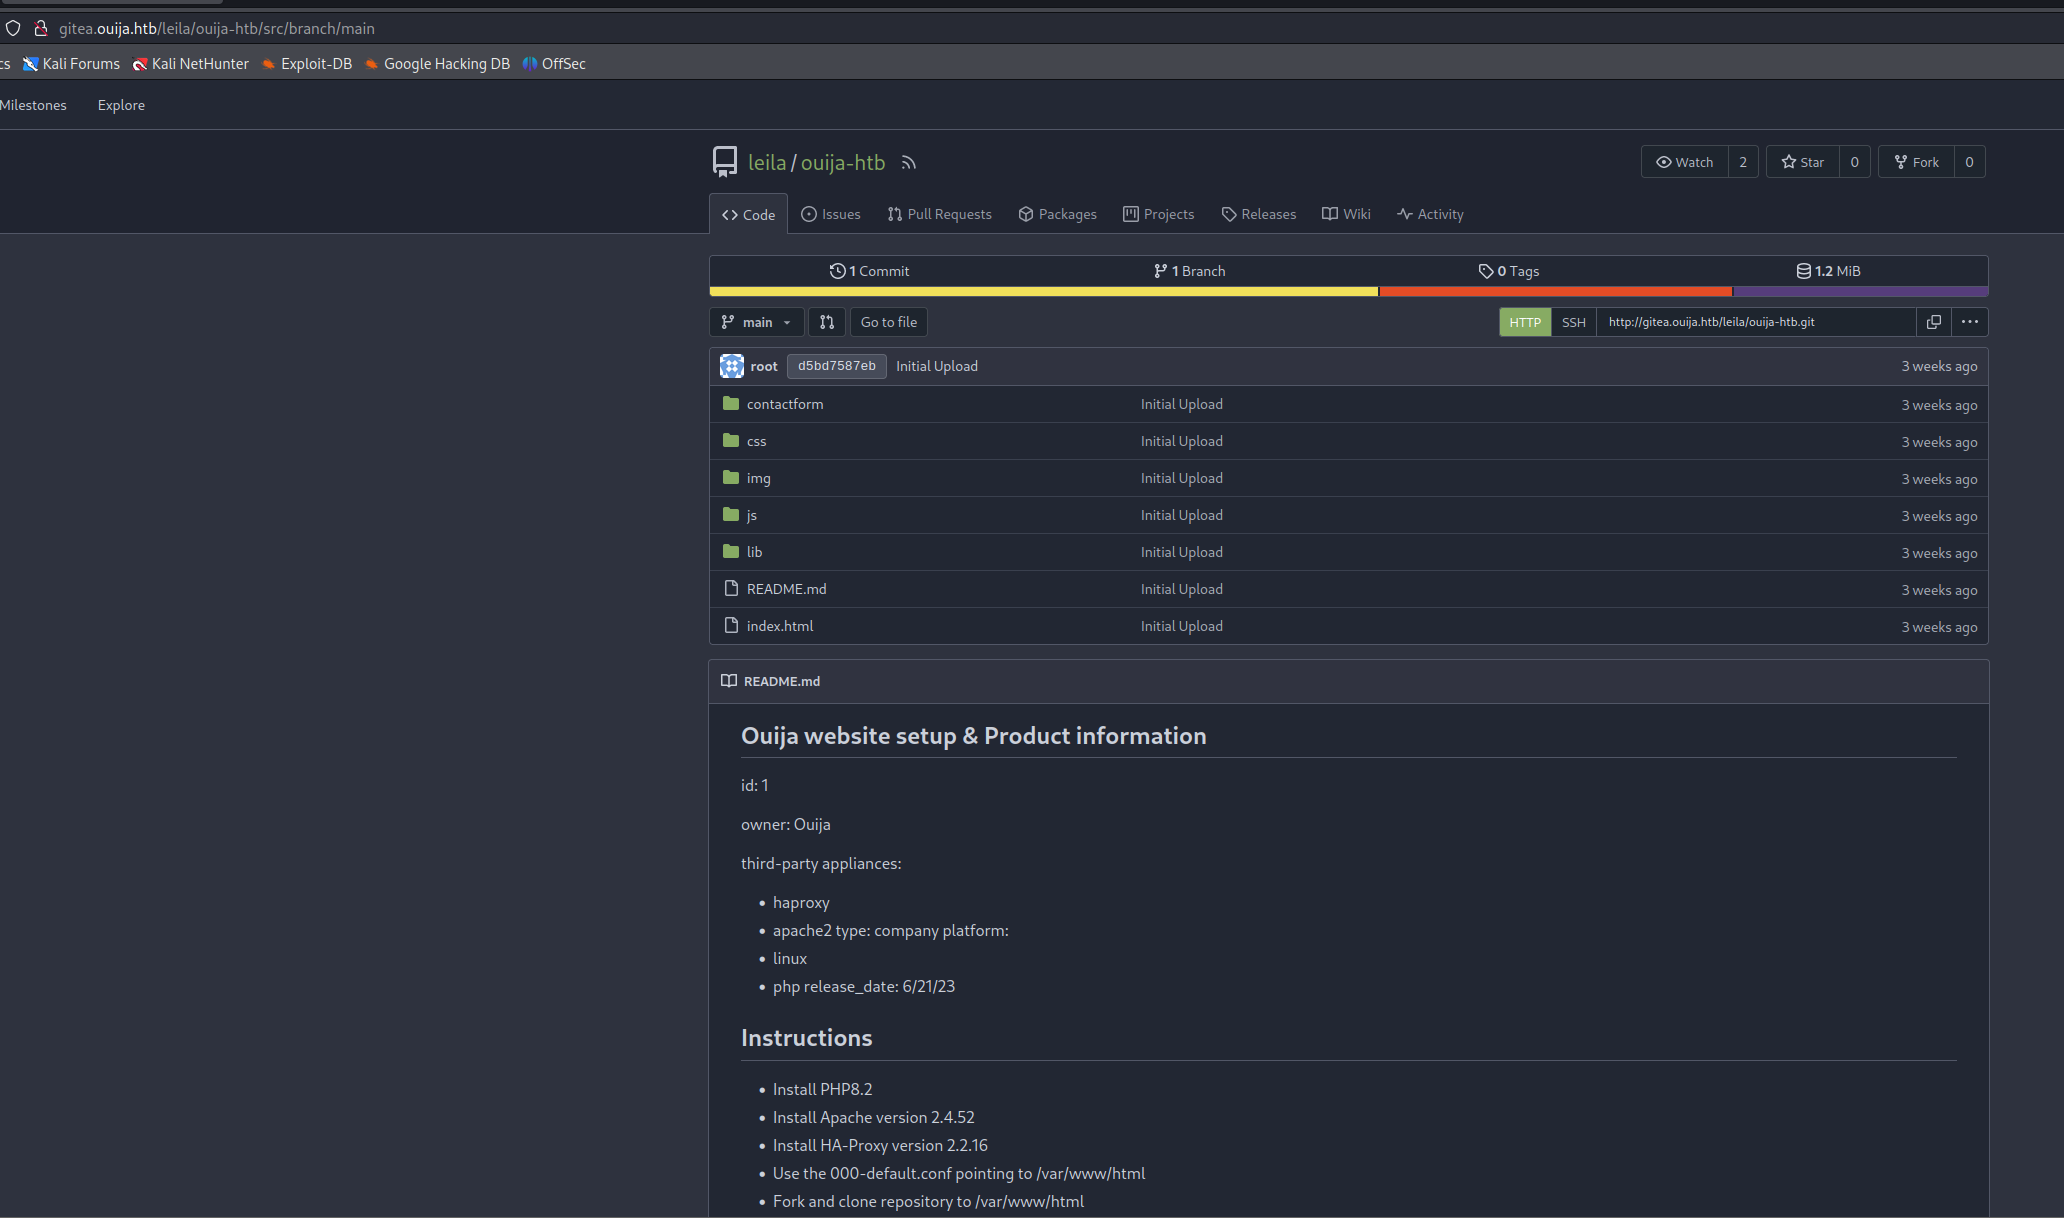 gitea.ouija.htb/leila/ouija-htb/src/branch/main
cs Kali Forums Kali NetHunter Exploit-DB Google Hacking DB OffSec
Milestones Explore
leila / ouija-htb
Watch 2 Star 0 Fork 0
Code Issues Pull Requests Packages Projects Releases Wiki Activity
1 Commit 1 Branch 0 Tags 1.2 MiB
main Go to file HTTP SSH http://gitea.ouija.htb/leila/ouija-htb.git
root d5bd7587eb Initial Upload 3 weeks ago
contactform Initial Upload 3 weeks ago
css Initial Upload 3 weeks ago
img Initial Upload 3 weeks ago
js Initial Upload 3 weeks ago
lib Initial Upload 3 weeks ago
README.md Initial Upload 3 weeks ago
index.html Initial Upload 3 weeks ago
README.md
Ouija website setup & Product information
id: 1
owner: Ouija
third-party appliances:
• haproxy
• apache2 type: company platform:
• linux
• php release_date: 6/21/23
Instructions
• Install PHP8.2
• Install Apache version 2.4.52
• Install HA-Proxy version 2.2.16
• Use the 000-default.conf pointing to /var/www/html
• Fork and clone repository to /var/www/html